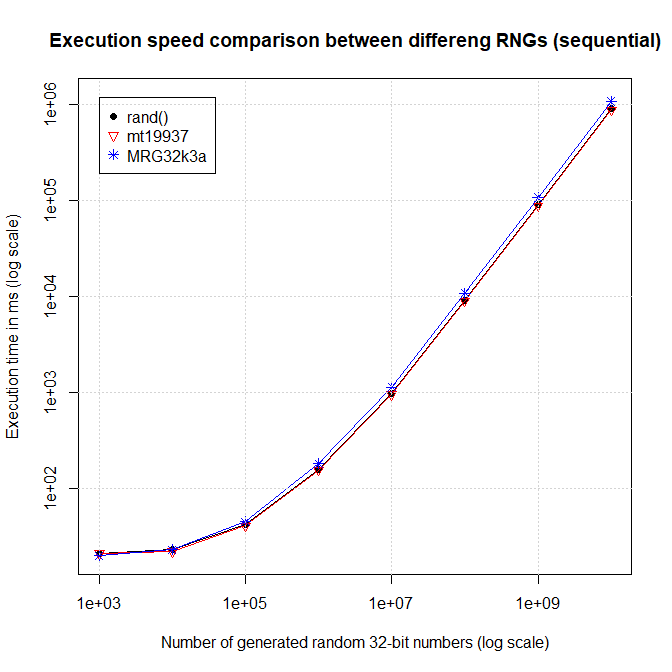 Execution speed comparison between differeng RNGs (sequential)
rand()
mt19937
MRG32k3a
1e+06
1e+05
1e+04
1e+03
1e+02
Execution time in ms (log scale)
1e+03 1e+05 1e+07 1e+09
Number of generated random 32-bit numbers (log scale)